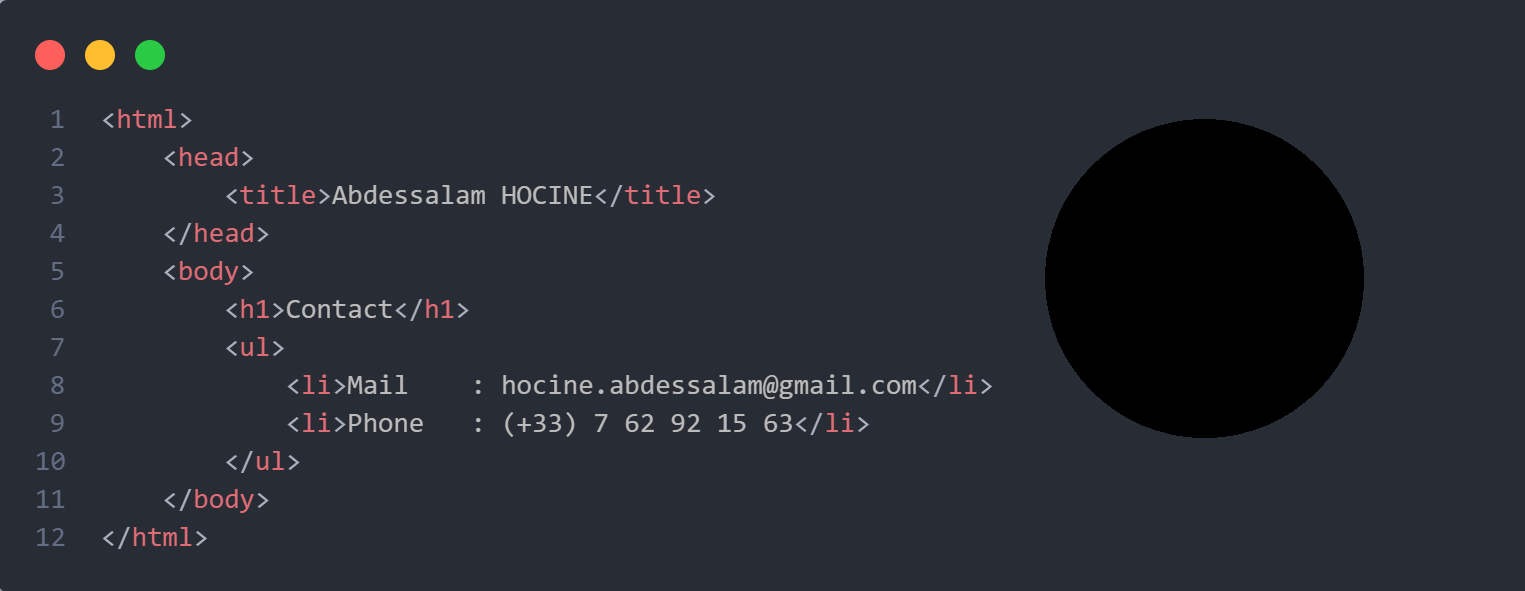 1 <html>
2     <head>
3         <title>Abdessalam HOCINE</title>
4     </head>
5     <body>
6         <h1>Contact</h1>
7         <ul>
8             <li>Mail    : hocine.abdessalam@gmail.com</li>
9             <li>Phone   : (+33) 7 62 92 15 63</li>
10         </ul>
11     </body>
12 </html>